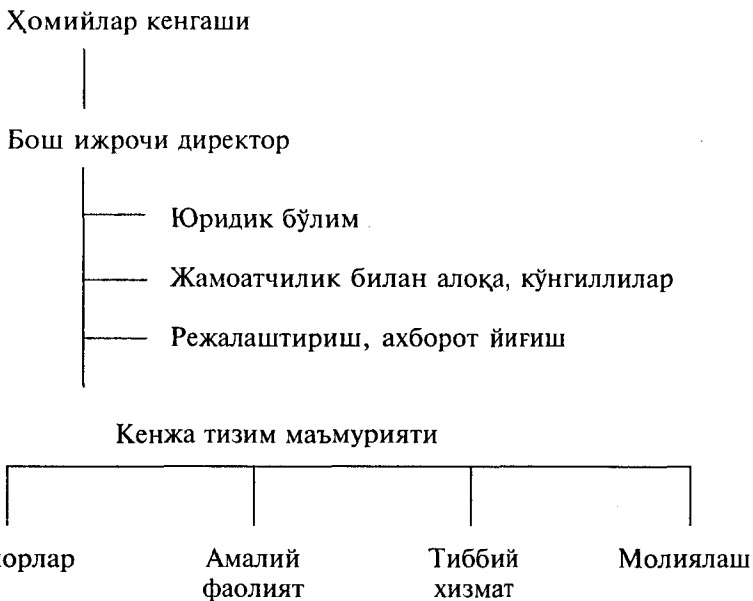 Ҳомийлар кенгаши
Бош ижрочи директор
Юридик бўлим
Жамоатчилик билан алоқа, кўнгиллилар
Режалаштириш, ахборот йиғиш
Кенжа тизим маъмурияти
Амалий Тиббий Молиялаш
фаолият хизмат